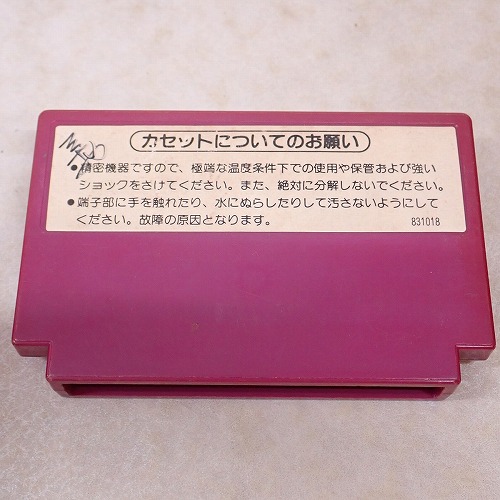 カセットについてのお願い
●精密機器ですので、極端な温度条件下での使用や保管および強い
ショックをさけてください。また、絶対に分解しないでください。
●端子部に手を触れたり、水にぬらしたりして汚さないようにして
ください。故障の原因となります。
831018